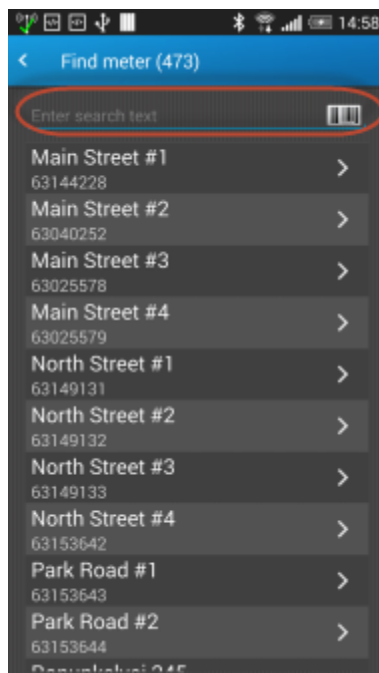 14:58
Find meter (473)
Enter search text
Main Street #1
63144228
Main Street #2
63040252
Main Street #3
63025578
Main Street #4
63025579
North Street #1
63149131
North Street #2
63149132
North Street #3
63149133
North Street #4
63153642
Park Road #1
63153643
Park Road #2
63153644